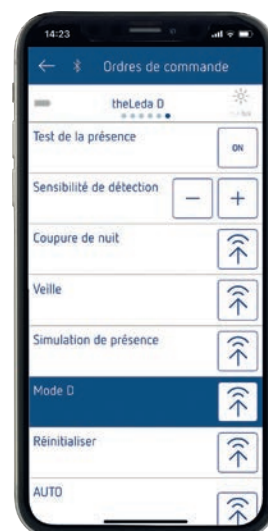 14:23
Ordres de commande
theLeda D
Test de la présence
ON
Sensibilité de détection
Coupure de nuit
Veille
Simulation de présence
Mode D
Réinitialiser
AUTO